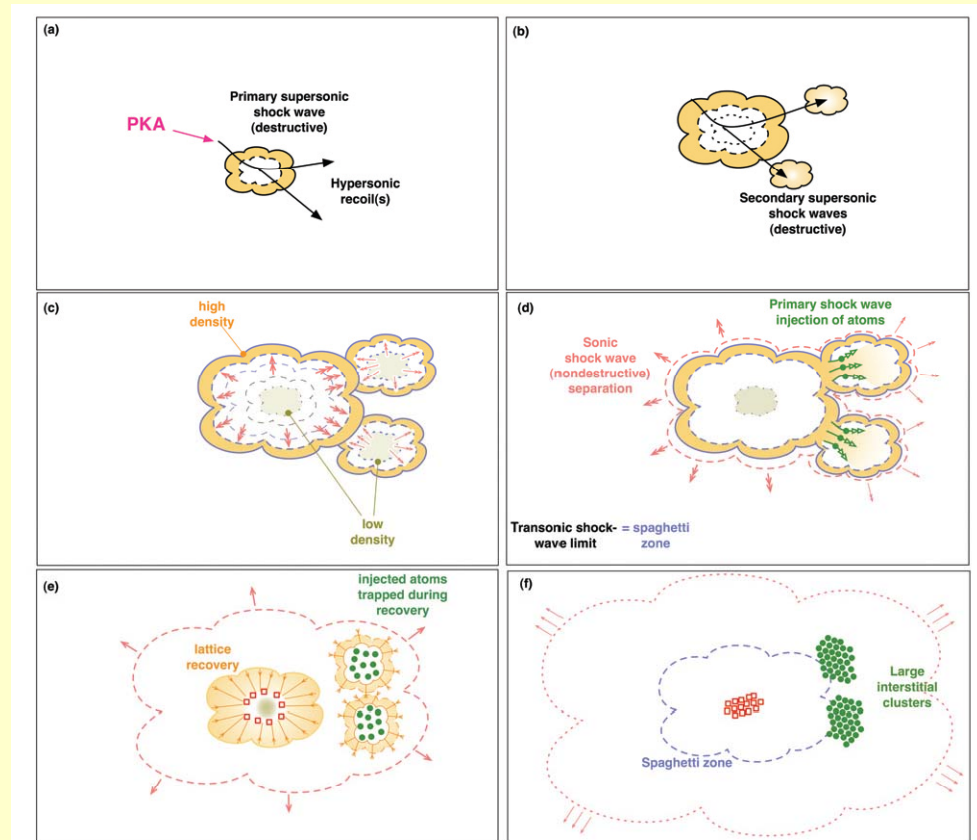 (a)
Primary supersonic
shock wave
(destructive)
PKA
Hypersonic
recoil(s)
(b)
Secondary supersonic
shock waves
(destructive)
(c)
high
density
low
density
(d)
Primary shock wave
injection of atoms
Sonic
shock wave
(nondestructive)
separation
Transonic shock- = spaghetti
wave limit zone
(e)
injected atoms
trapped during
recovery
lattice
recovery
(f)
Large
interstitial
clusters
Spaghetti zone